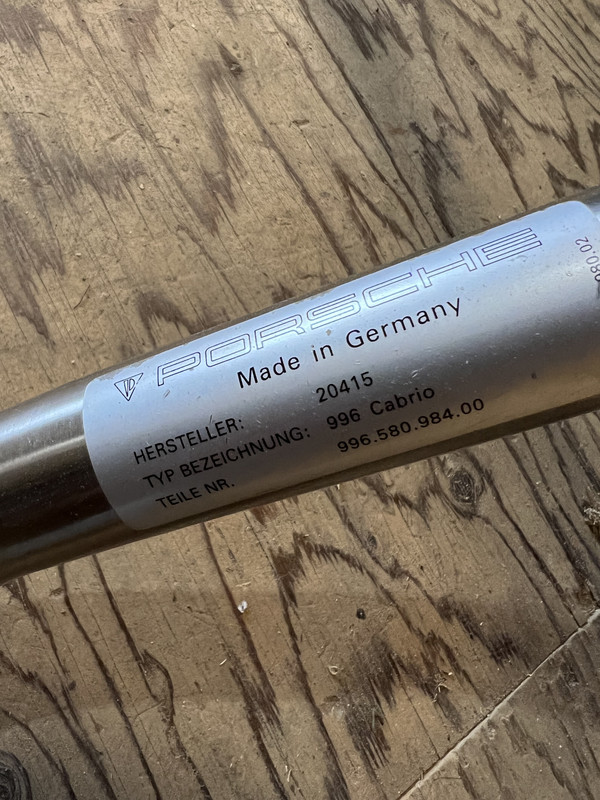 PORSCHE
Made in Germany
HERSTELLER: 20415
TYP BEZEICHNUNG: 996 Cabrio
TEILE NR. 996.580.984.00